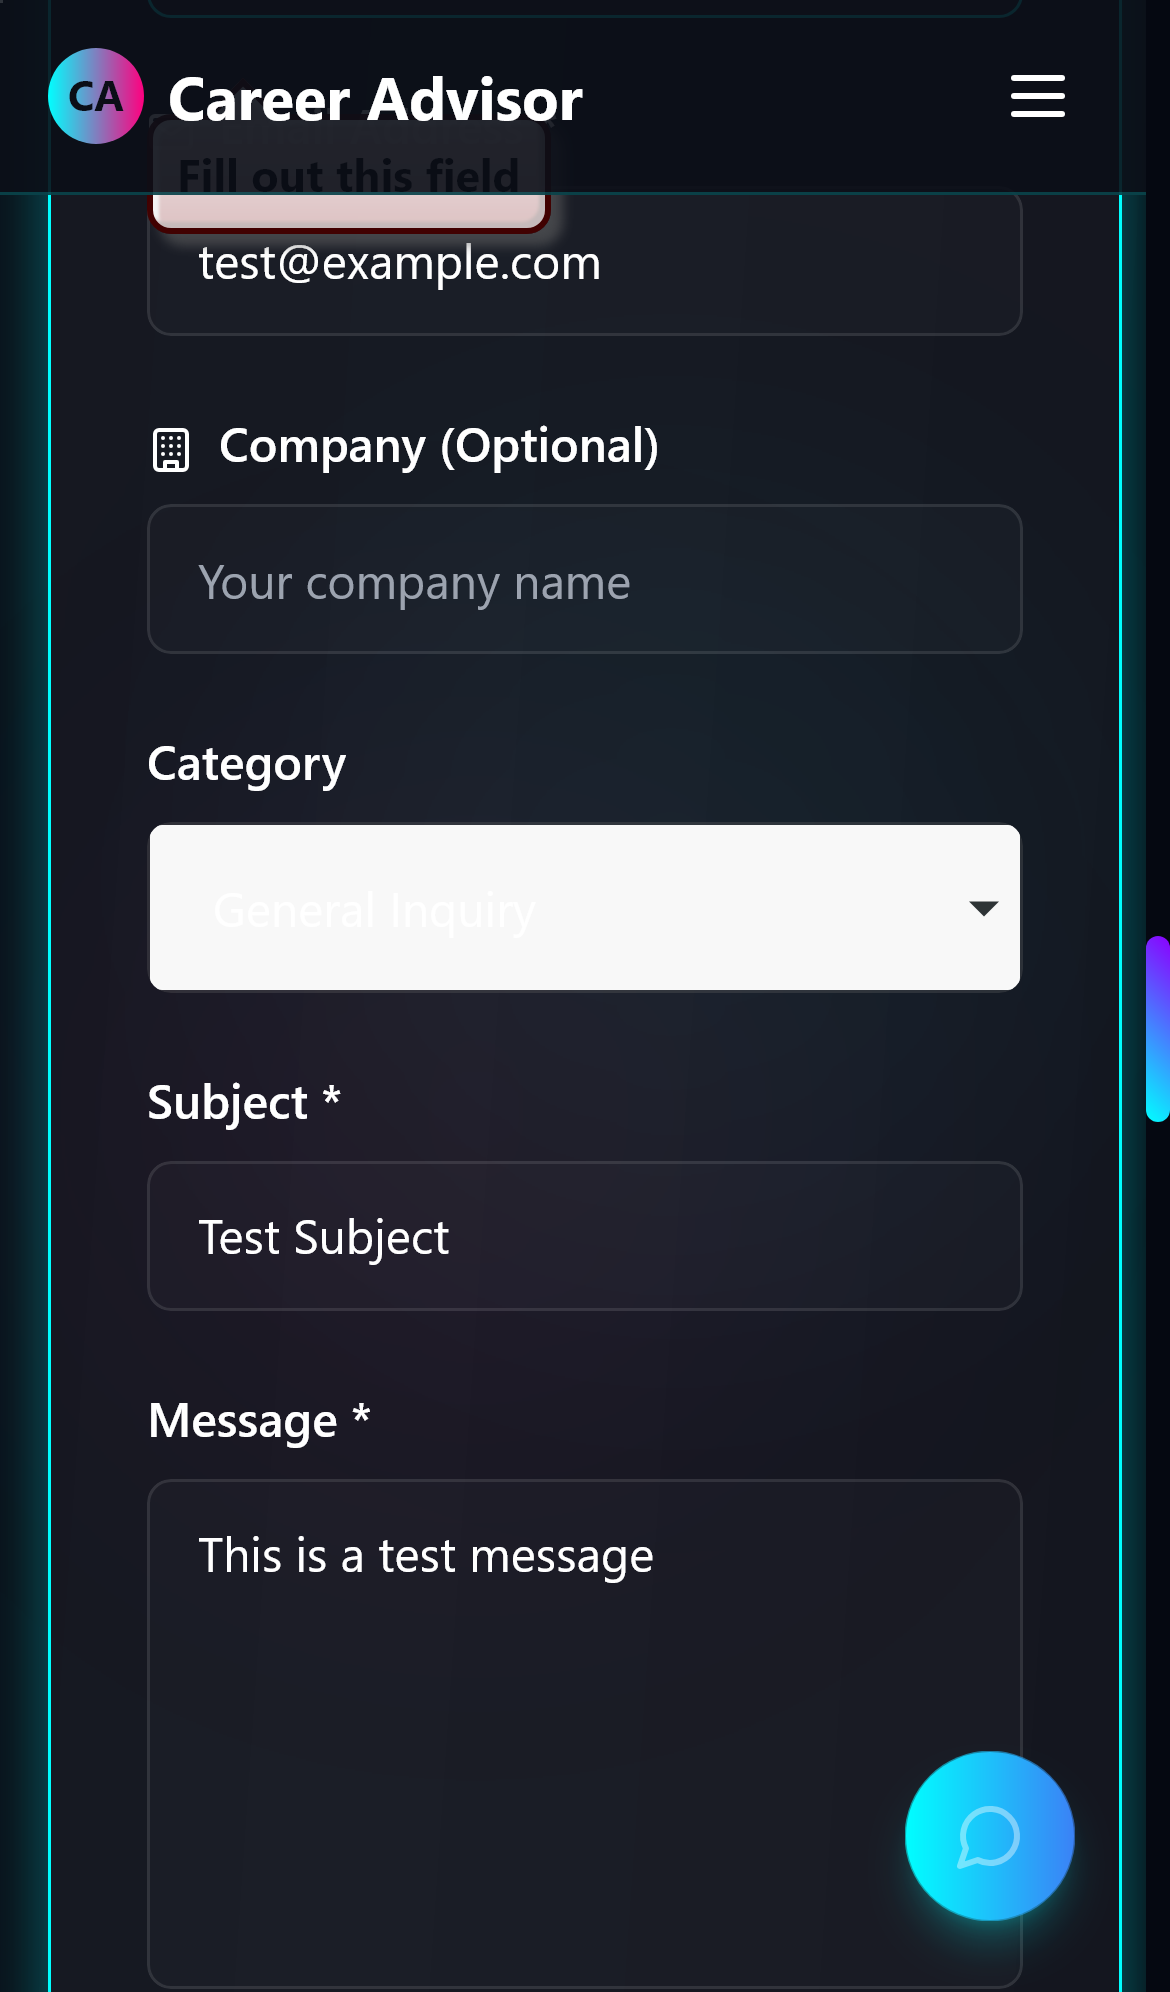 CA Career Advisor
Fill out this field
test@example.com
Company (Optional)
Your company name
Category
General Inquiry
Subject *
Test Subject
Message *
This is a test message